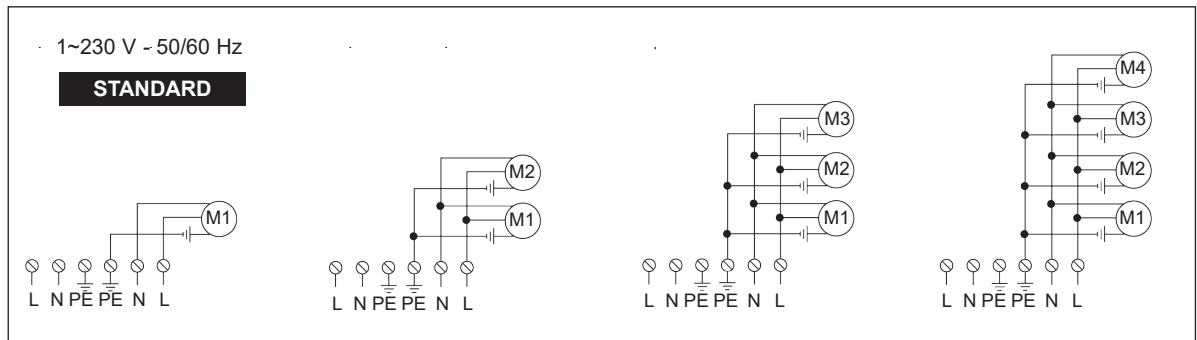 1~230 V - 50/60 Hz
STANDARD
M1
L N PE PE N L
M2
M1
L N PE PE N L
M3
M2
M1
L N PE PE N L
M4
M3
M2
M1
L N PE PE N L